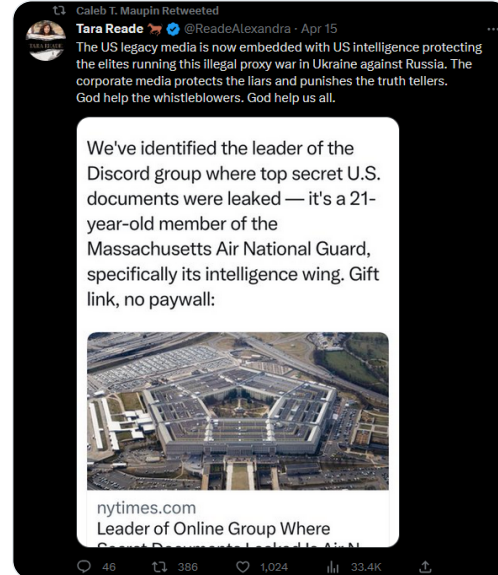 Caleb T. Maupin Retweeted
Tara Reade 🐎 @ReadeAlexandra · Apr 15
The US legacy media is now embedded with US intelligence protecting
the elites running this illegal proxy war in Ukraine against Russia. The
corporate media protects the liars and punishes the truth tellers.
God help the whistleblowers. God help us all.
We've identified the leader of the
Discord group where top secret U.S.
documents were leaked — it's a 21-
year-old member of the
Massachusetts Air National Guard,
specifically its intelligence wing. Gift
link, no paywall:
nytimes.com
Leader of Online Group Where
Secret Documents Leaked Is Air N
46 386 1,024 33.4K